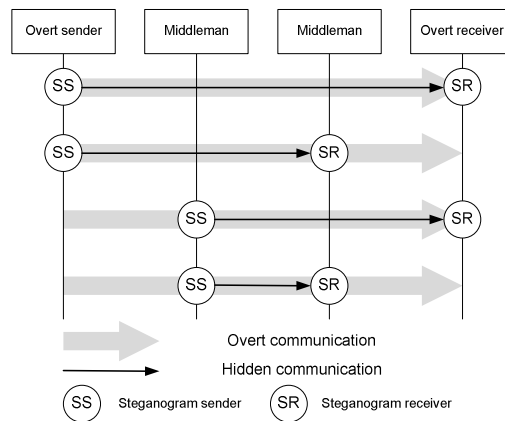 Overt sender Middleman Middleman Overt receiver
SS SR
SS SR
SS SR
SS SR
Overt communication
Hidden communication
SS Steganogram sender SR Steganogram receiver